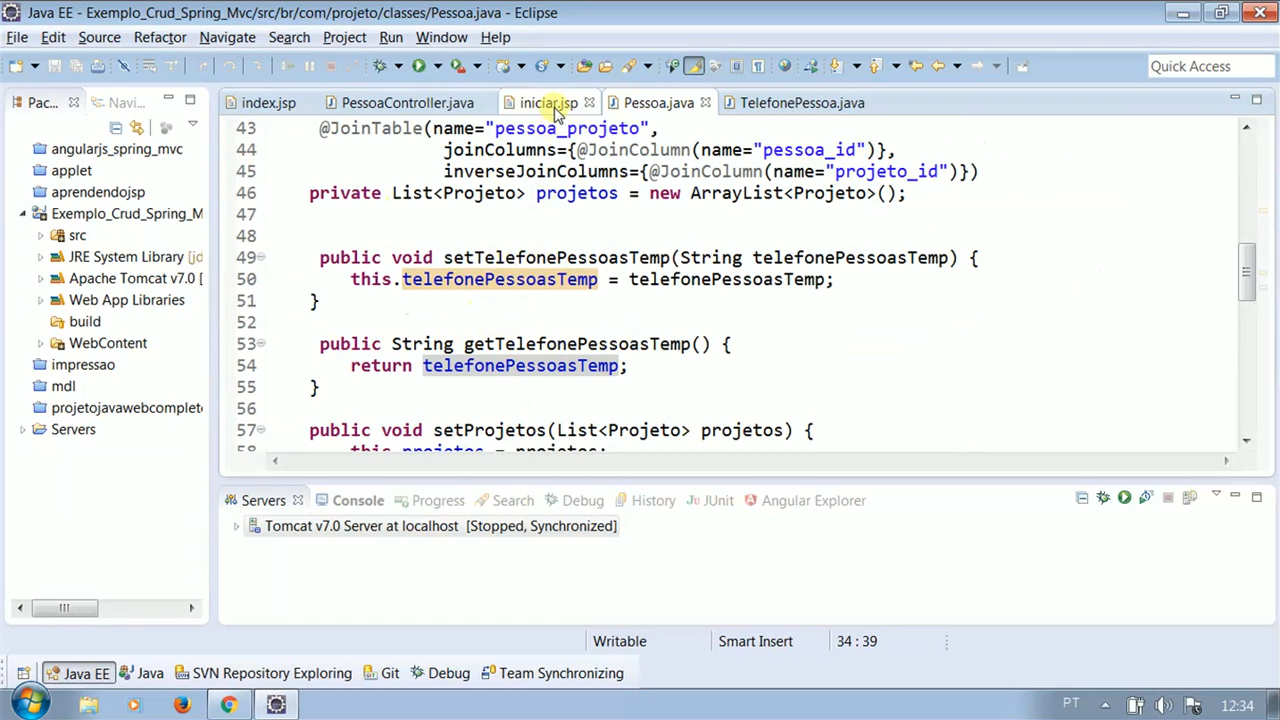 Java EE - Exemplo_Crud_Spring_Mvc/src/br/com/projeto/classes/Pessoa.java - Eclipse
File Edit Source Refactor Navigate Search Project Run Window Help
Quick Access
Pac... Navi...
index.jsp PessoaController.java iniciar.jsp Pessoa.java TelefonePessoa.java
angularjs_spring_mvc
applet
aprendendojsp
Exemplo_Crud_Spring_M
src
JRE System Library [jd
Apache Tomcat v7.0 [
Web App Libraries
build
WebContent
impressao
mdl
projetojavawebcomplete
Servers
43 @JoinTable(name="pessoa_projeto",
44 joinColumns={@JoinColumn(name="pessoa_id")},
45 inverseJoinColumns={@JoinColumn(name="projeto_id")})
46 private List<Projeto> projetos = new ArrayList<Projeto>();
47
48
49 public void setTelefonePessoasTemp(String telefonePessoasTemp) {
50 this.telefonePessoasTemp = telefonePessoasTemp;
51 }
52
53 public String getTelefonePessoasTemp() {
54 return telefonePessoasTemp;
55 }
56
57 public void setProjetos(List<Projeto> projetos) {
58 this.projetos = projetos;
Servers Console Progress Search Debug History JUnit Angular Explorer
Tomcat v7.0 Server at localhost [Stopped, Synchronized]
Writable Smart Insert 34 : 39
Java EE Java SVN Repository Exploring Git Debug Team Synchronizing
PT 12:34